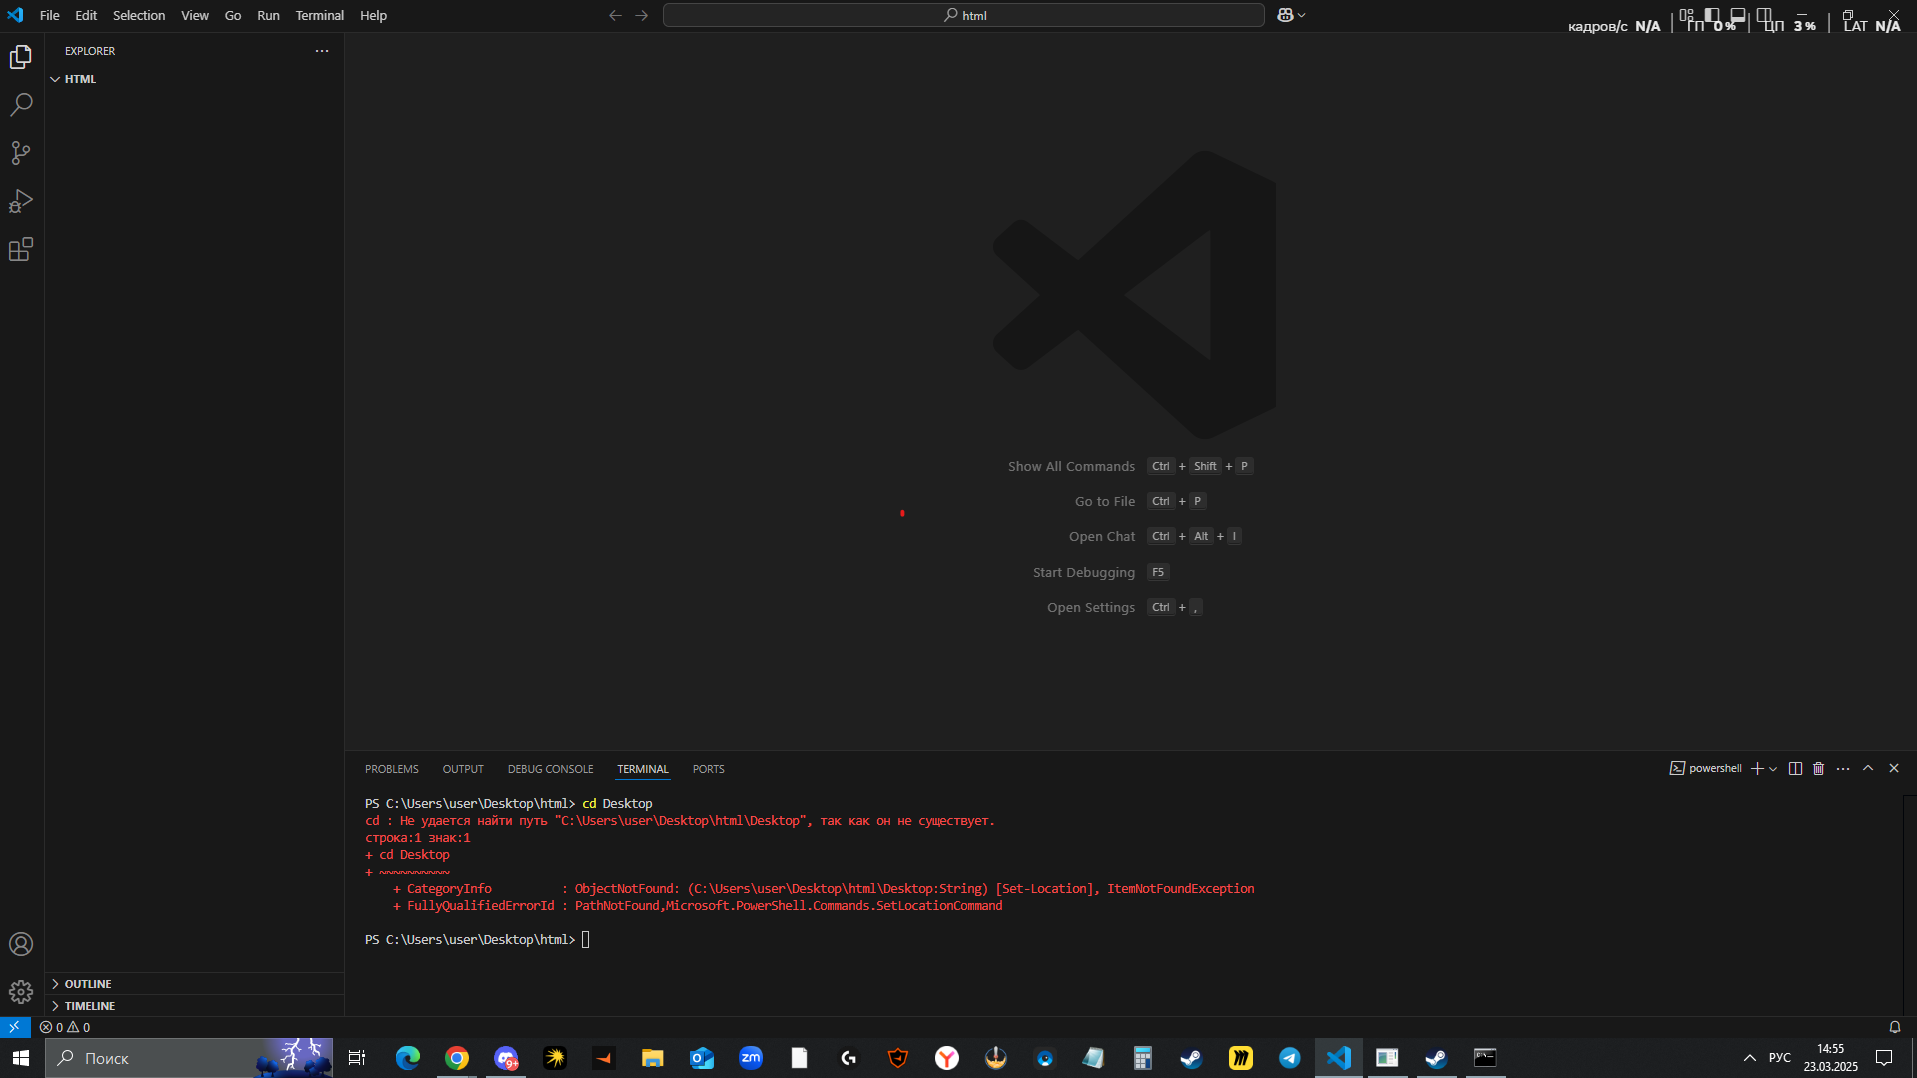 File Edit Selection View Go Run Terminal Help
html
кадров/с N/A ГП 0 % ЦП 3 % LAT N/A
EXPLORER
HTML
Show All Commands Ctrl + Shift + P
Go to File Ctrl + P
Open Chat Ctrl + Alt + I
Start Debugging F5
Open Settings Ctrl + ,
PROBLEMS OUTPUT DEBUG CONSOLE TERMINAL PORTS
powershell
PS C:\Users\user\Desktop\html> cd Desktop
cd : Не удается найти путь "C:\Users\user\Desktop\html\Desktop", так как он не существует.
строка:1 знак:1
+ cd Desktop
+ ~~~~~~~~~~
+ CategoryInfo : ObjectNotFound: (C:\Users\user\Desktop\html\Desktop:String) [Set-Location], ItemNotFoundException
+ FullyQualifiedErrorId : PathNotFound,Microsoft.PowerShell.Commands.SetLocationCommand
PS C:\Users\user\Desktop\html>
OUTLINE
TIMELINE
0 0
Поиск
9+
zm
РУС
14:55
23.03.2025